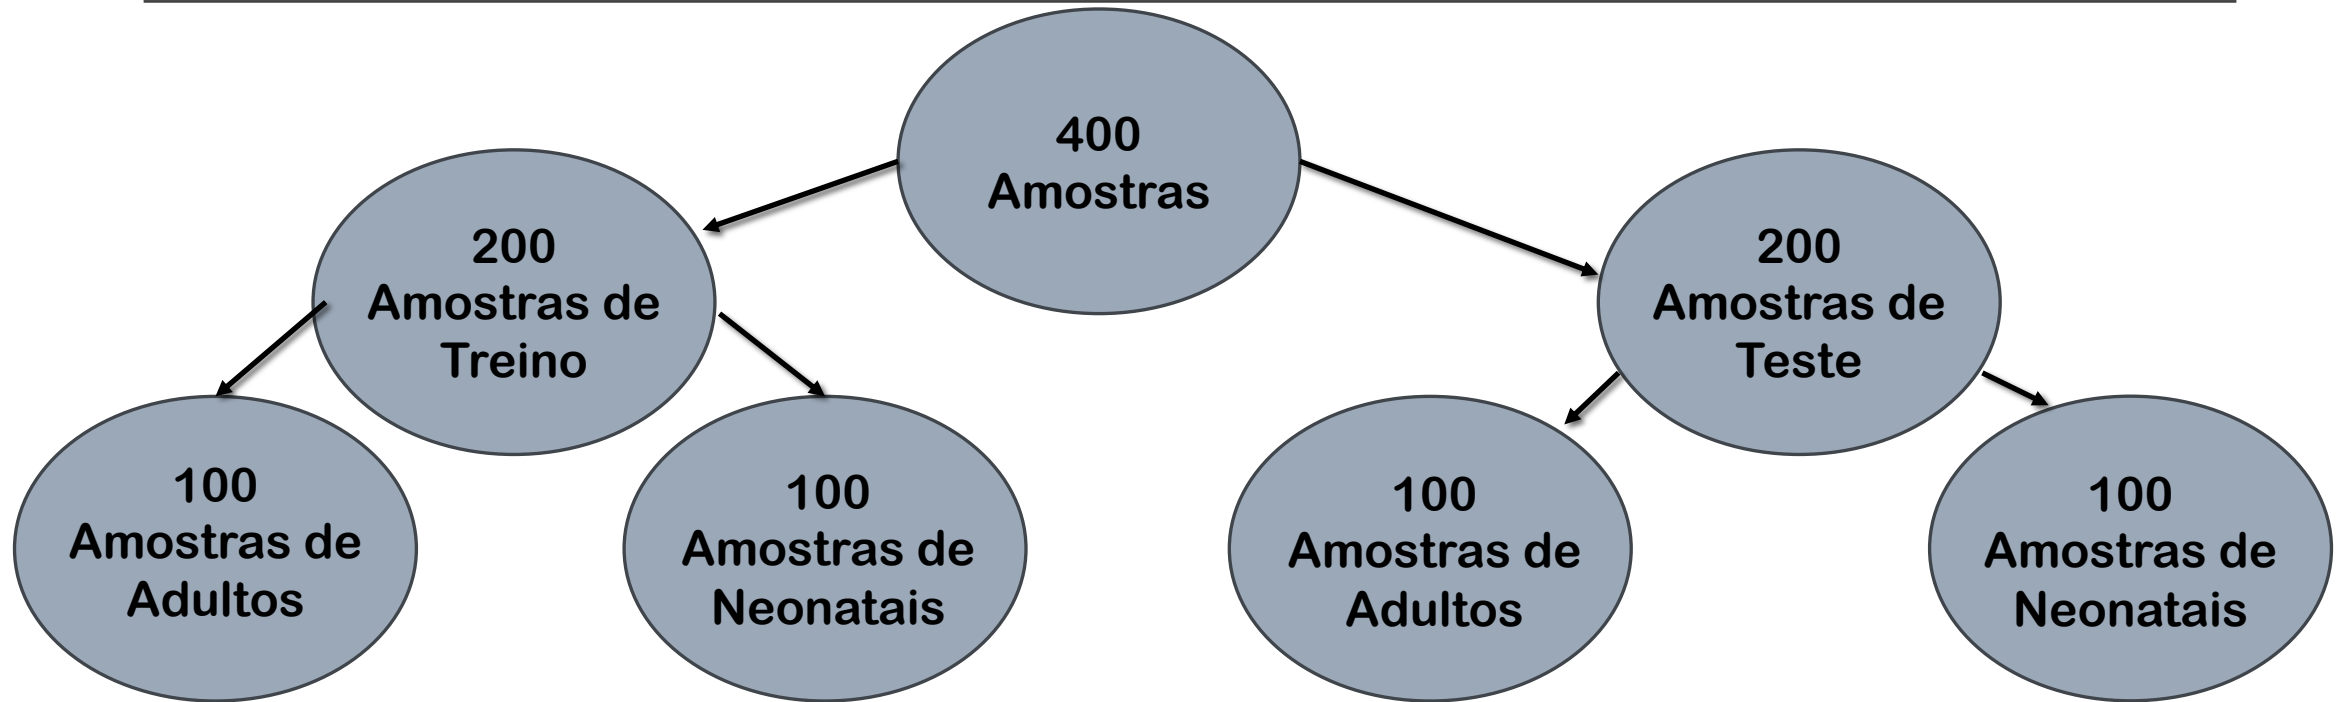 400
Amostras
200
Amostras de
Treino
200
Amostras de
Teste
100
Amostras de
Adultos
100
Amostras de
Neonatais
100
Amostras de
Adultos
100
Amostras de
Neonatais